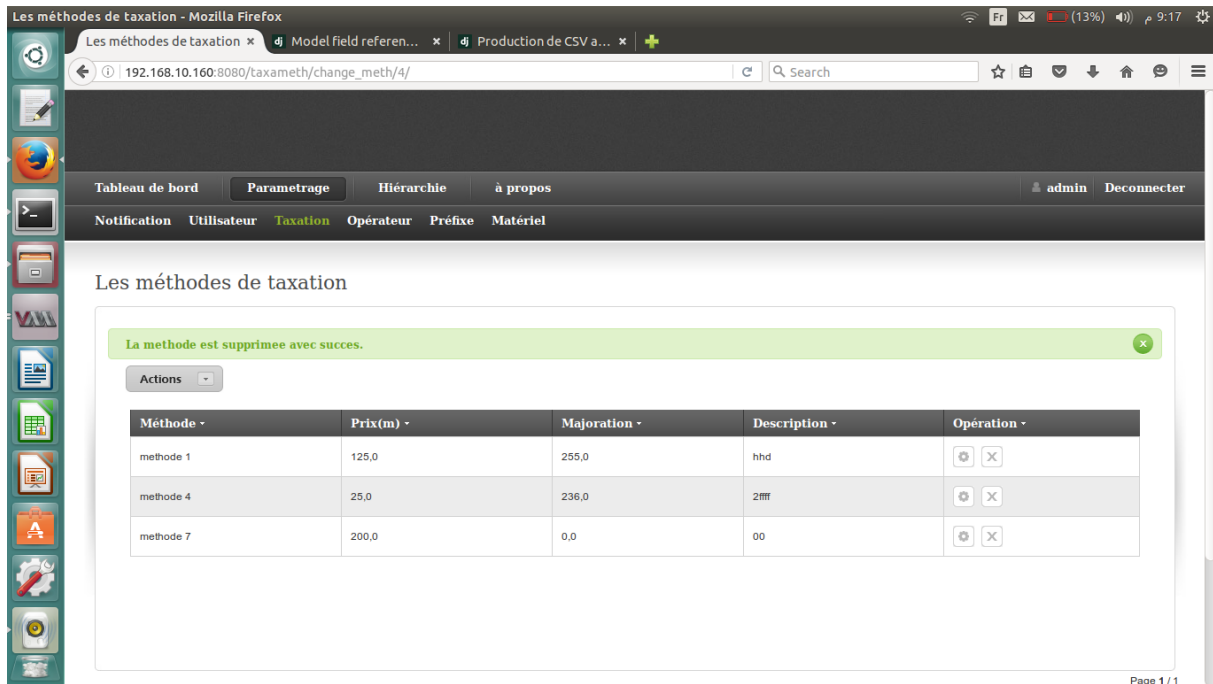 Les méthodes de taxation - Mozilla Firefox
Fr (13%) م 9:17
Les méthodes de taxation × dj Model field referen... × dj Production de CSV a... ×
192.168.10.160:8080/taxameth/change_meth/4/ Search
Tableau de bord Parametrage Hiérarchie à propos admin Deconnecter
Notification Utilisateur Taxation Opérateur Préfixe Matériel
Les méthodes de taxation
La methode est supprimee avec succes.
Actions
Méthode Prix(m) Majoration Description Opération
methode 1 125,0 255,0 hhd
methode 4 25,0 236,0 2ffff
methode 7 200,0 0,0 00
Page 1 / 1